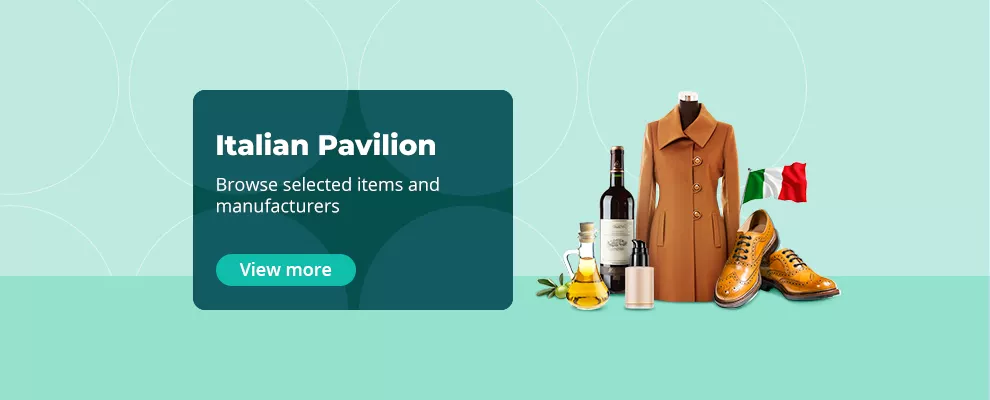 Italian Pavilion
Browse selected items and
manufacturers
View more